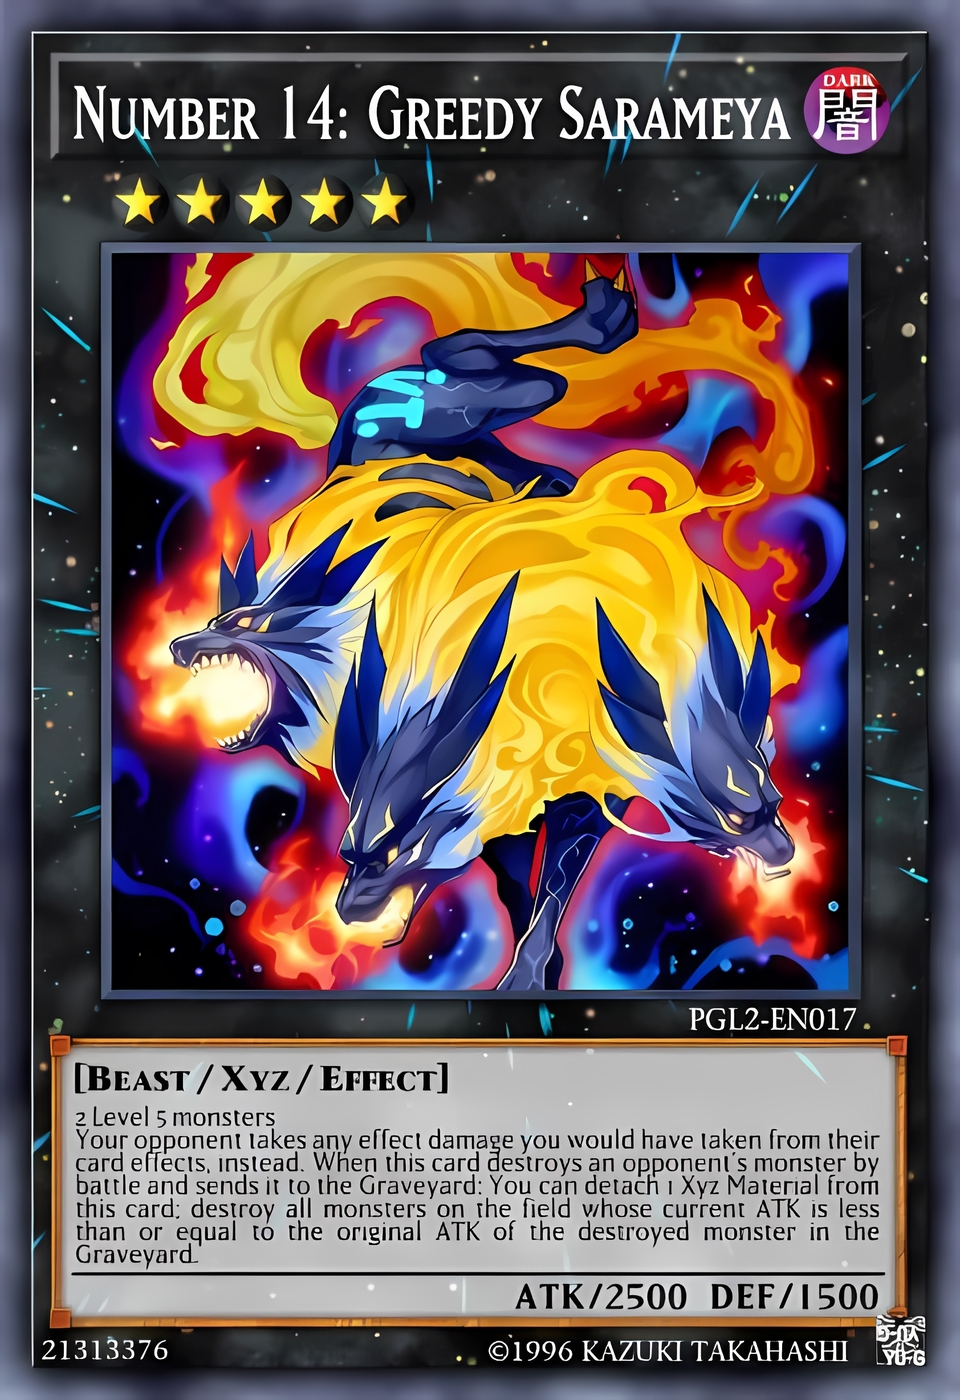 NUMBER 14: GREEDY SARAMEYA
DARK
闇
PGL2-EN017
[BEAST / XYZ / EFFECT]
2 Level 5 monsters
Your opponent takes any effect damage you would have taken from their
card effects, instead. When this card destroys an opponent's monster by
battle and sends it to the Graveyard: You can detach 1 Xyz Material from
this card; destroy all monsters on the field whose current ATK is less
than or equal to the original ATK of the destroyed monster in the
Graveyard.
ATK/2500 DEF/1500
21313376
©1996 KAZUKI TAKAHASHI